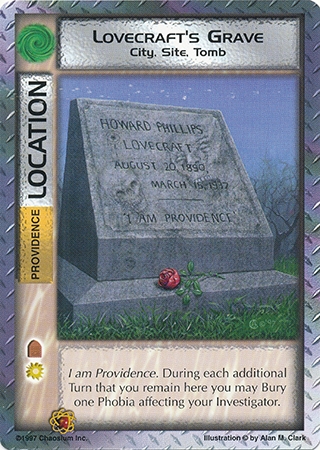 LOVECRAFT'S GRAVE
City, Site, Tomb
LOCATION
PROVIDENCE
HOWARD PHILLIPS
LOVECRAFT
AUGUST 20, 1890
MARCH 15, 1937
I AM PROVIDENCE
I am Providence. During each additional
Turn that you remain here you may Bury
one Phobia affecting your Investigator.
©1997 Chaosium Inc.
Illustration © by Alan M. Clark